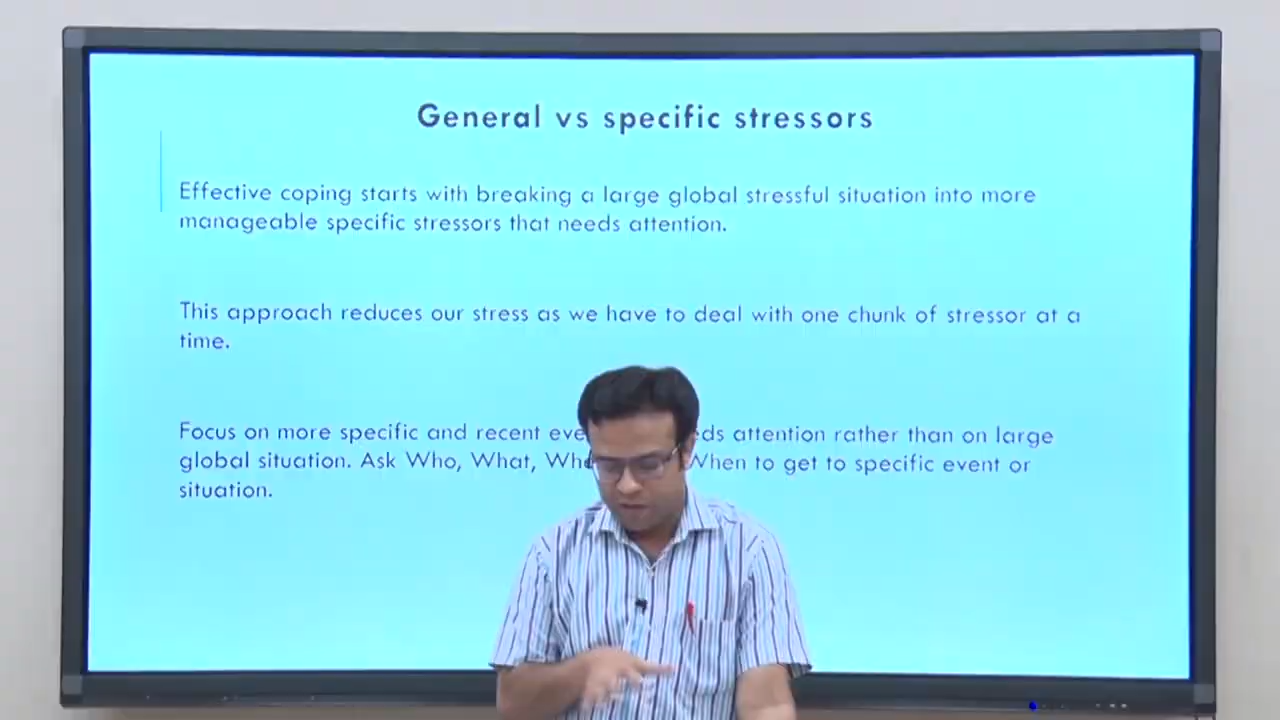 General vs specific stressors
Effective coping starts with breaking a large global stressful situation into more
manageable specific stressors that needs attention.
This approach reduces our stress as we have to deal with one chunk of stressor at a
time.
Focus on more specific and recent attention rather than on large
global situation. Ask Who, What, When to get to specific event or
situation.